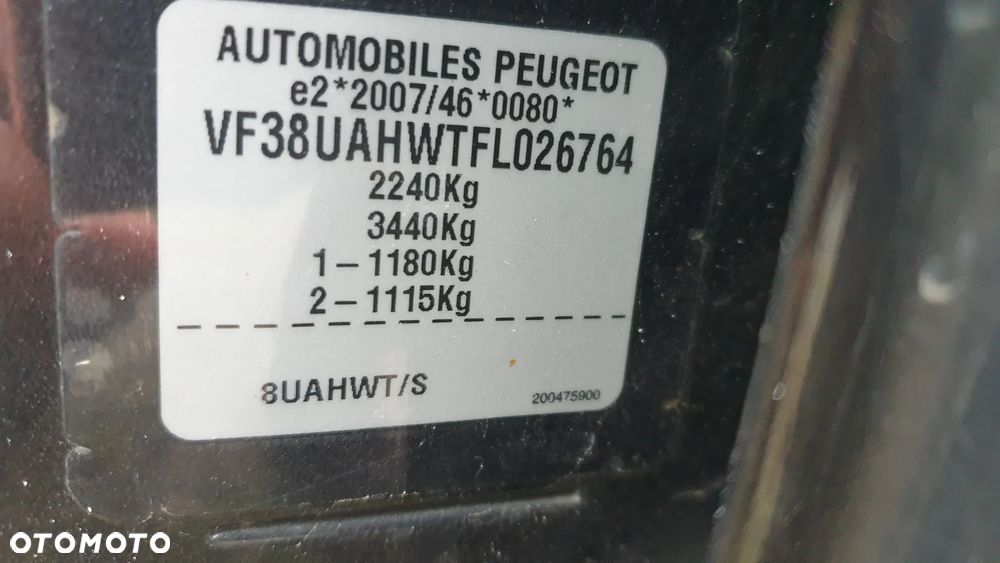 AUTOMOBILES PEUGEOT
e2*2007/46*0080*
VF38UAHWTFL026764
2240Kg
3440Kg
1-1180Kg
2-1115Kg
8UAHWT/S
200475900
OTOMOTO